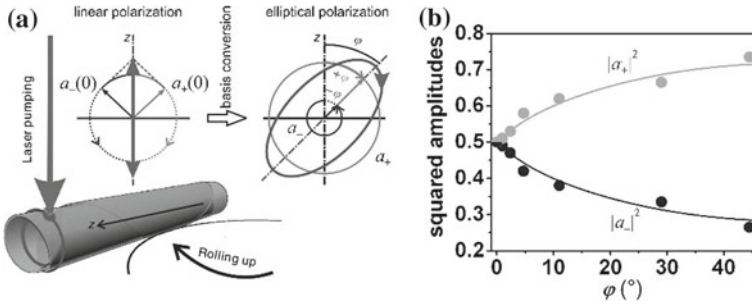 (a)
linear polarization
elliptical polarization
z
a₋(0)
a₊(0)
basis conversion
z
φ
φ
a₋
a₊
Laser pumping
z
Rolling up
(b)
squared amplitudes
0.8
0.7
0.6
0.5
0.4
0.3
0.2
|a₊|²
|a₋|²
0 10 20 30 40
φ (°)